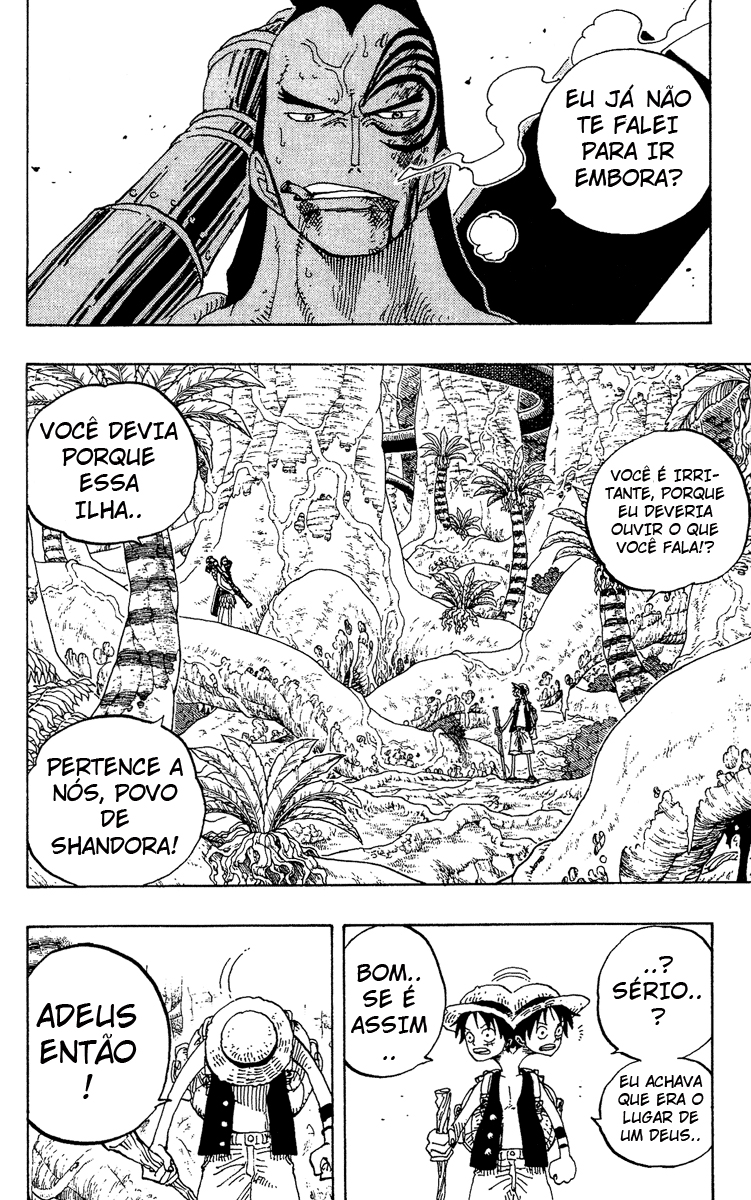 EU JÁ NÃO
TE FALEI
PARA IR
EMBORA?
VOCÊ É IRRI-
TANTE, PORQUE
EU DEVERIA
OUVIR O QUE
VOCÊ FALA!?
VOCÊ DEVIA
PORQUE
ESSA
ILHA..
PERTENCE A
NÓS, POVO
DE
SHANDORA!
..?
SÉRIO..
?
EU ACHAVA
QUE ERA O
LUGAR DE
UM DEUS..
BOM..
SE É
ASSIM
..
ADEUS
ENTÃO
!